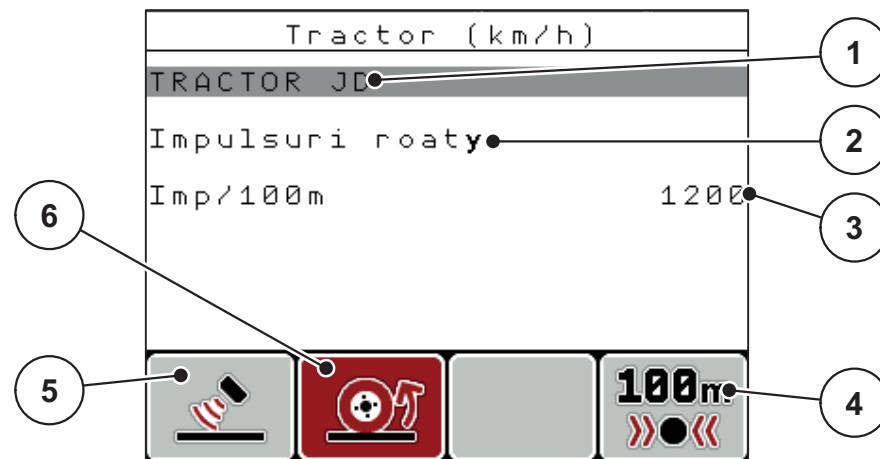 Tractor (km/h)
TRACTOR JD
Impulsuri roaty
Imp/100m 1200
100m
1
2
3
4
5
6